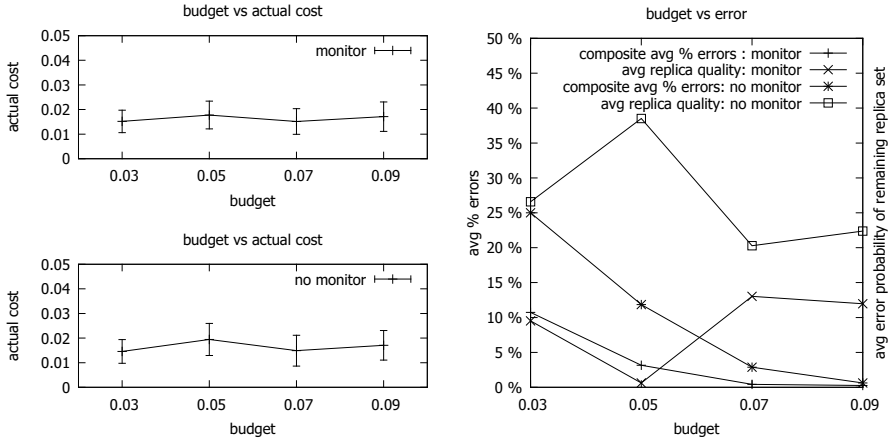 budget vs actual cost
0.05
0.04
0.03
0.02
0.01
0
actual cost
monitor
0.03 0.05 0.07 0.09
budget
budget vs actual cost
0.05
0.04
0.03
0.02
0.01
0
actual cost
no monitor
0.03 0.05 0.07 0.09
budget
budget vs error
50 %
45 %
40 %
35 %
30 %
25 %
20 %
15 %
10 %
5 %
0 %
avg % errors
composite avg % errors : monitor
avg replica quality: monitor
composite avg % errors: no monitor
avg replica quality: no monitor
avg error probability of remaining replica set
0.03 0.05 0.07 0.09
budget